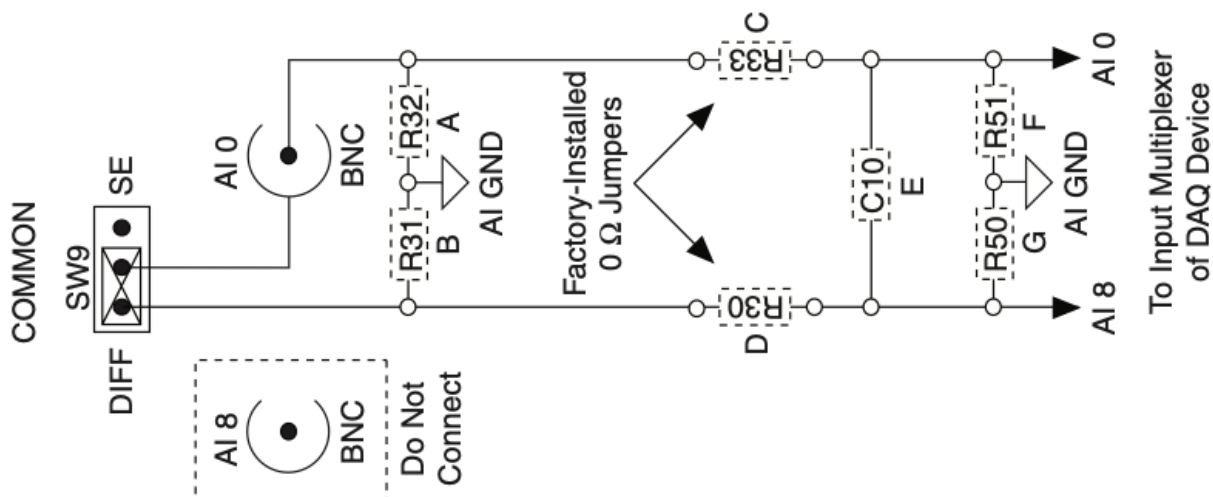 COMMON
SW9
DIFF
SE
AI 8
BNC
Do Not
Connect
AI 0
BNC
R31
R32
B
A
AI GND
Factory-Installed
0 Ω Jumpers
R30
D
R33
C
C10
E
R50
R51
G
F
AI GND
AI 8
AI 0
To Input Multiplexer
of DAQ Device